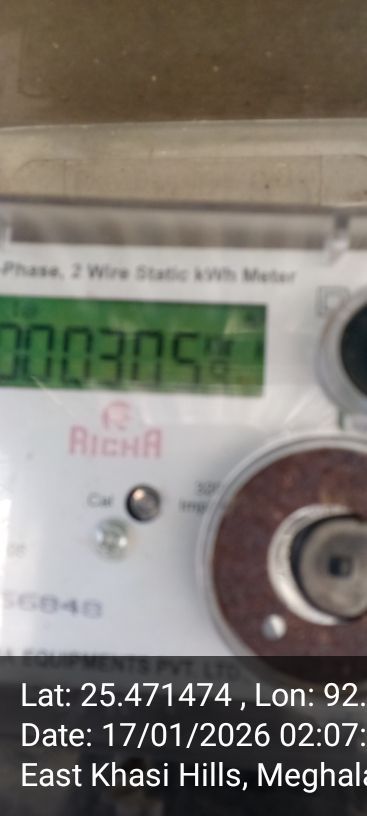 -Phase, 2 Wire Static kWh Meter
000305
RICHA
Cal
56848
EQUIPMENTS PVT. LTD
Lat: 25.471474 , Lon: 92.
Date: 17/01/2026 02:07:
East Khasi Hills, Meghala